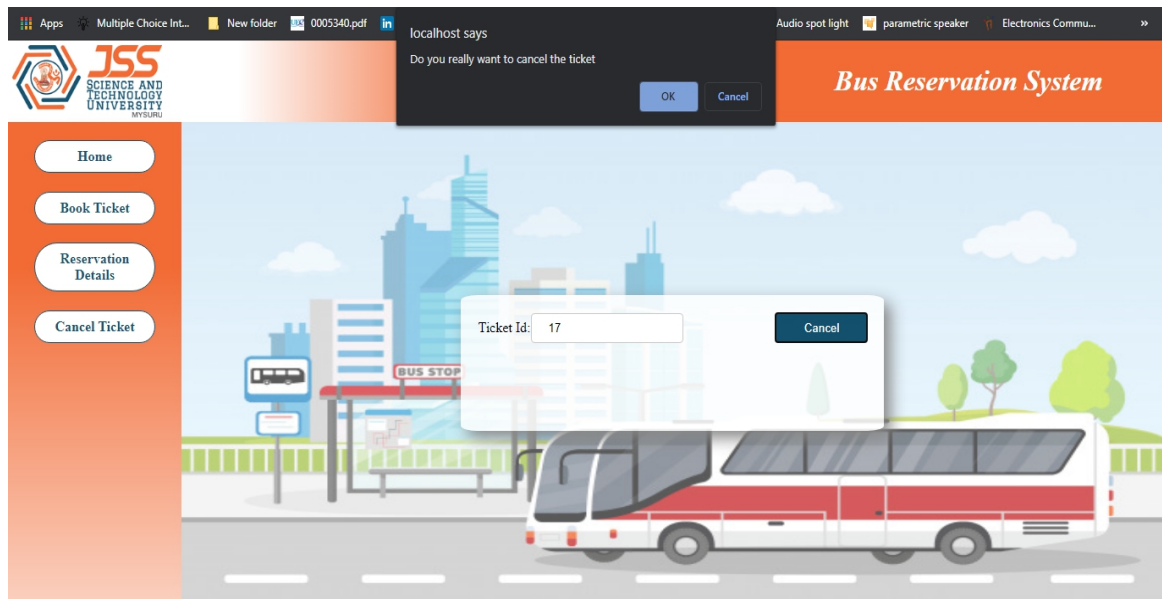 Apps
Multiple Choice Int...
New folder
0005340.pdf
in
Audio spot light
parametric speaker
Electronics Commu...
»
localhost says
Do you really want to cancel the ticket
OK
Cancel
JSS
SCIENCE AND
TECHNOLOGY
UNIVERSITY
MYSURU
Bus Reservation System
Home
Book Ticket
Reservation
Details
Cancel Ticket
Ticket Id: 17
Cancel
BUS STOP